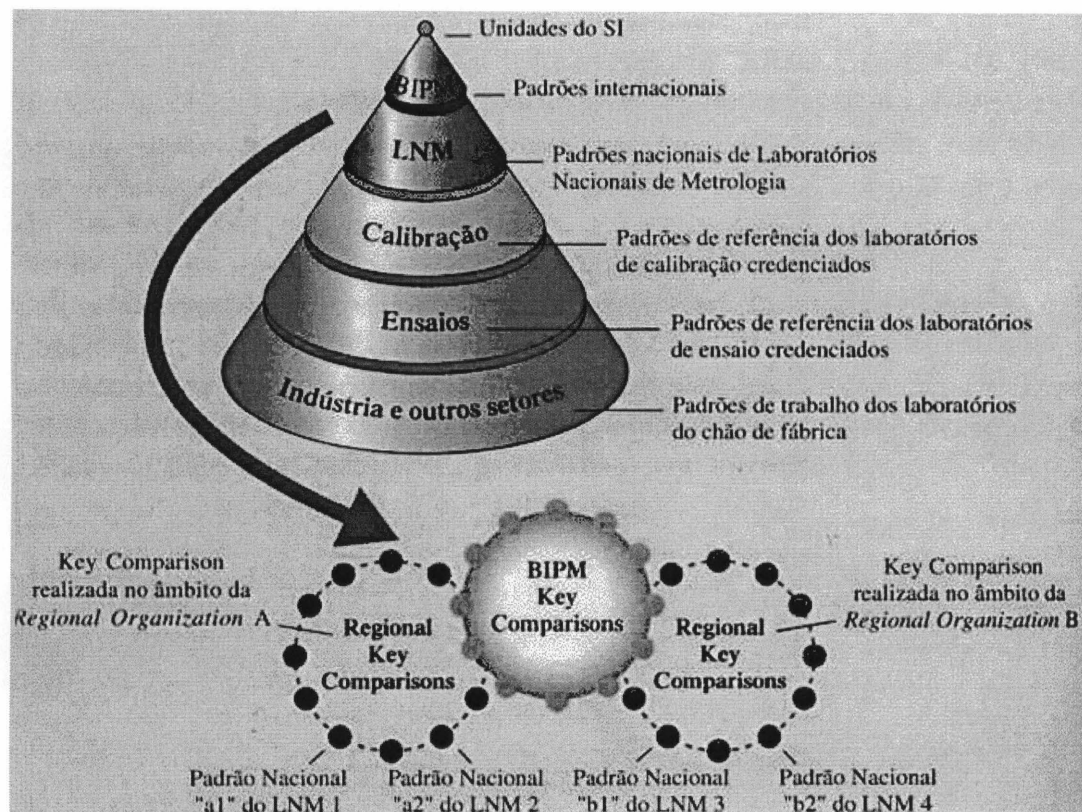 Unidades do SI
BIPM
Padrões internacionais
LNM
Padrões nacionais de Laboratórios
Nacionais de Metrologia
Calibração
Padrões de referência dos laboratórios
de calibração credenciados
Ensaios
Padrões de referência dos laboratórios
de ensaio credenciados
Indústria e outros setores
Padrões de trabalho dos laboratórios
do chão de fábrica
Key Comparison
realizada no âmbito da
Regional Organization A
Regional
Key
Comparisons
BIPM
Key
Comparisons
Regional
Key
Comparisons
Key Comparison
realizada no âmbito da
Regional Organization B
Padrão Nacional
"a1" do LNM 1
Padrão Nacional
"a2" do LNM 2
Padrão Nacional
"b1" do LNM 3
Padrão Nacional
"b2" do LNM 4